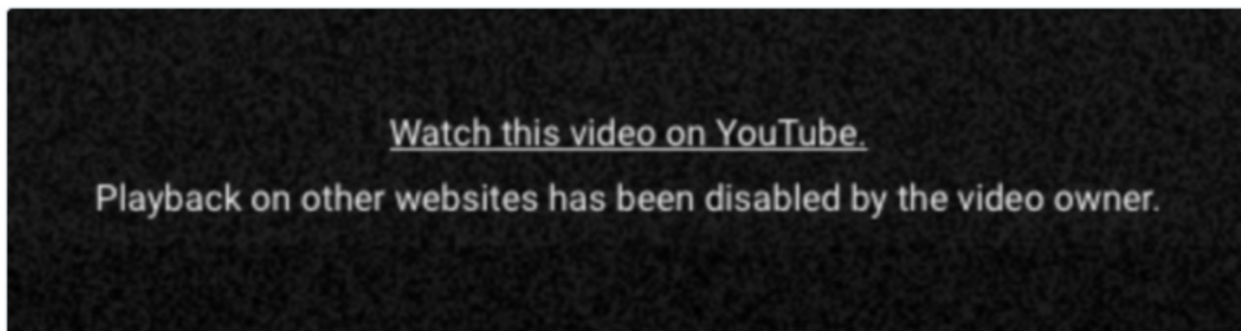 Watch this video on YouTube.
Playback on other websites has been disabled by the video owner.